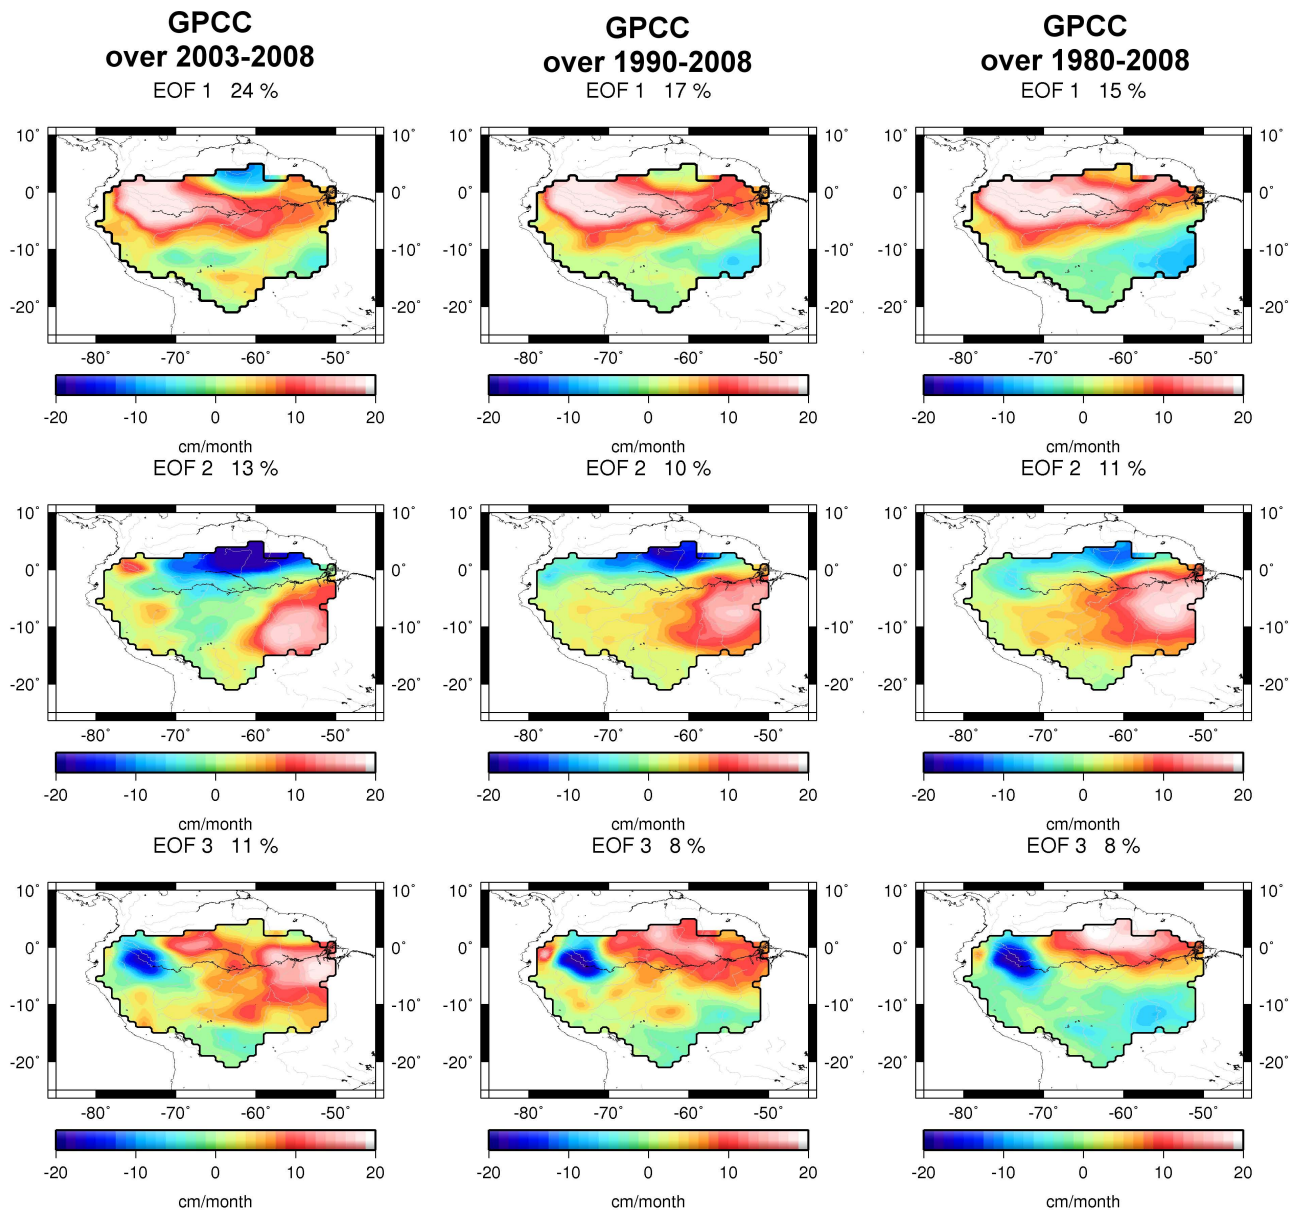 GPCC
over 2003-2008
GPCC
over 1990-2008
GPCC
over 1980-2008
EOF 1 24 %
EOF 1 17 %
EOF 1 15 %
10° 10° 10° 10° 10° 10°
0° 0° 0° 0° 0° 0°
-10° -10° -10° -10° -10° -10°
-20° -20° -20° -20° -20° -20°
-80° -70° -60° -50° -80° -70° -60° -50° -80° -70° -60° -50°
-20 -10 0 10 20 -20 -10 0 10 20 -20 -10 0 10 20
cm/month cm/month cm/month
EOF 2 13 %
EOF 2 10 %
EOF 2 11 %
10° 10° 10° 10° 10° 10°
0° 0° 0° 0° 0° 0°
-10° -10° -10° -10° -10° -10°
-20° -20° -20° -20° -20° -20°
-80° -70° -60° -50° -80° -70° -60° -50° -80° -70° -60° -50°
-20 -10 0 10 20 -20 -10 0 10 20 -20 -10 0 10 20
cm/month cm/month cm/month
EOF 3 11 %
EOF 3 8 %
EOF 3 8 %
10° 10° 10° 10° 10° 10°
0° 0° 0° 0° 0° 0°
-10° -10° -10° -10° -10° -10°
-20° -20° -20° -20° -20° -20°
-80° -70° -60° -50° -80° -70° -60° -50° -80° -70° -60° -50°
-20 -10 0 10 20 -20 -10 0 10 20 -20 -10 0 10 20
cm/month cm/month cm/month